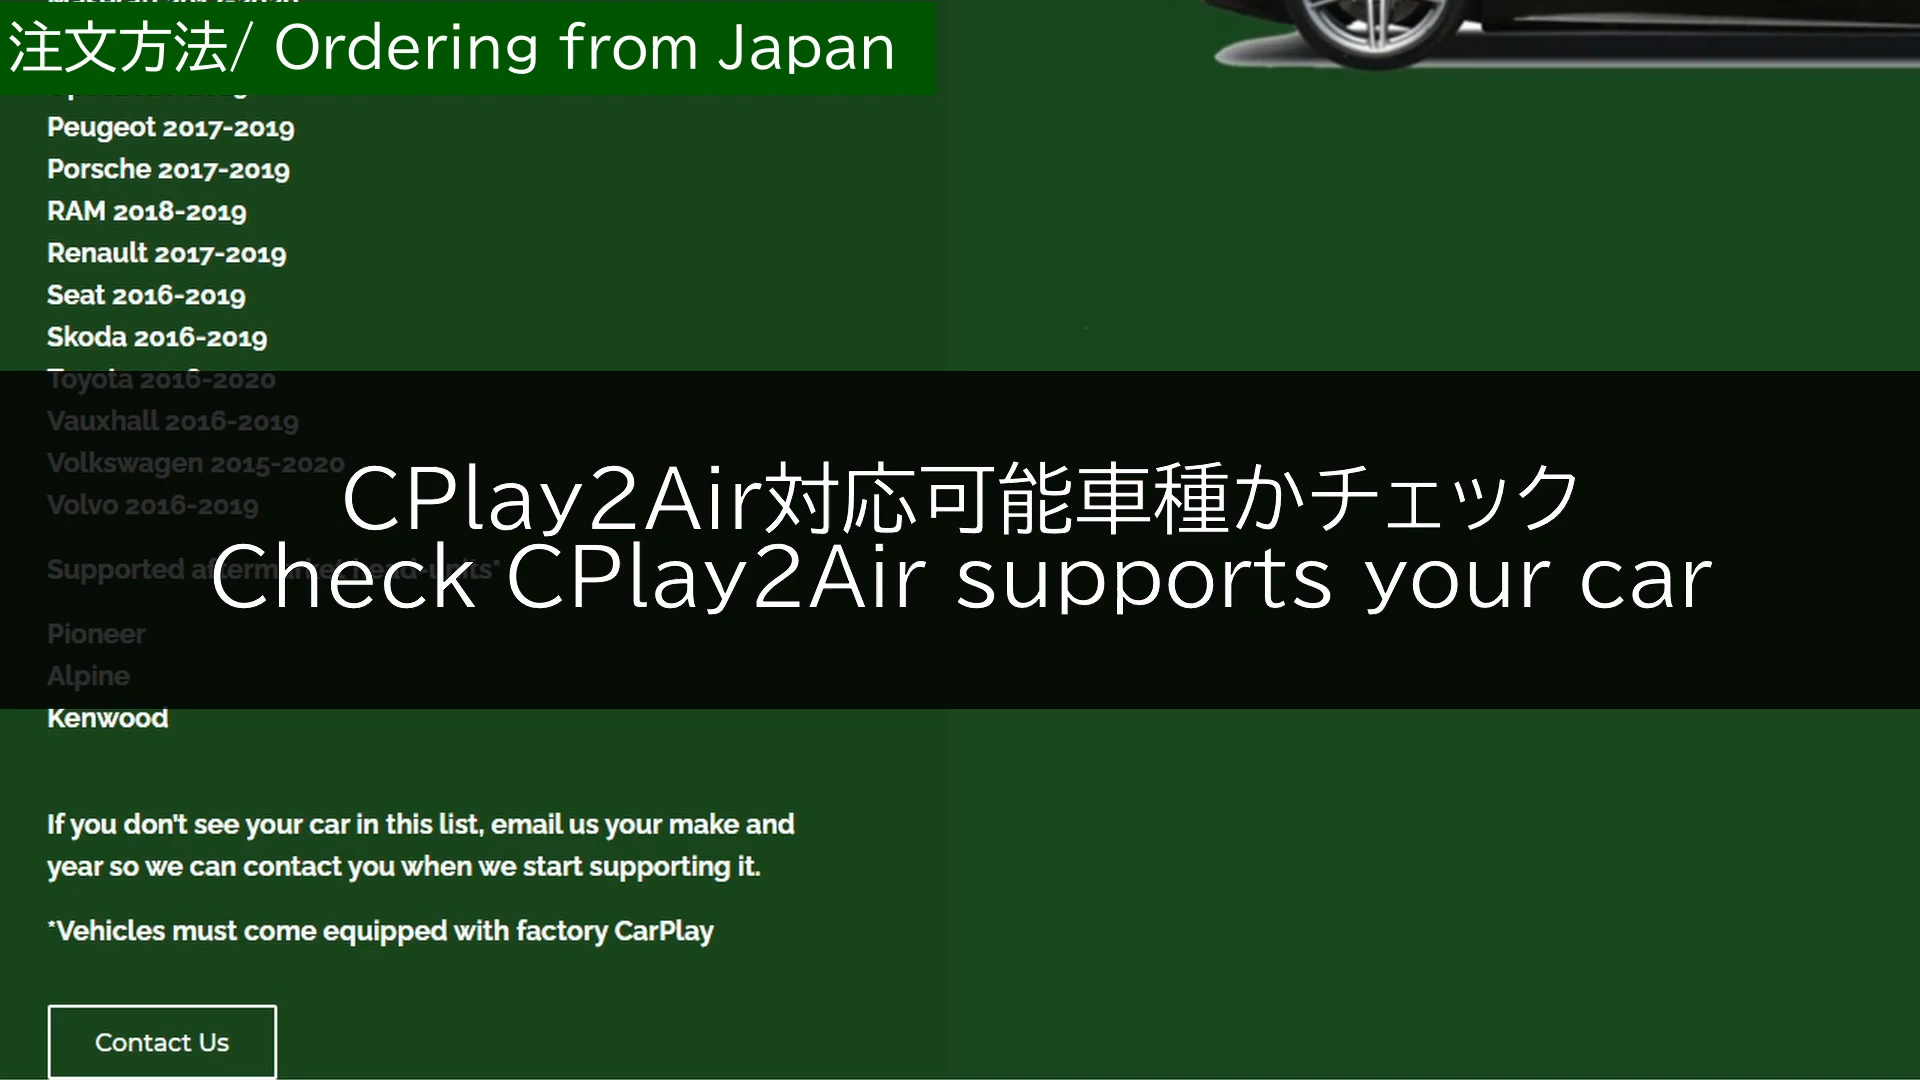 注文方法/ Ordering from Japan
Peugeot 2017-2019
Porsche 2017-2019
RAM 2018-2019
Renault 2017-2019
Seat 2016-2019
Skoda 2016-2019
Toyota 2016-2020
Vauxhall 2016-2019
Volkswagen 2015-2020
Volvo 2016-2019
CPlay2Air対応可能車種かチェック
Supported aftermarket head-units*
Check CPlay2Air supports your car
Pioneer
Alpine
Kenwood
If you don't see your car in this list, email us your make and
year so we can contact you when we start supporting it.
*Vehicles must come equipped with factory CarPlay
Contact Us